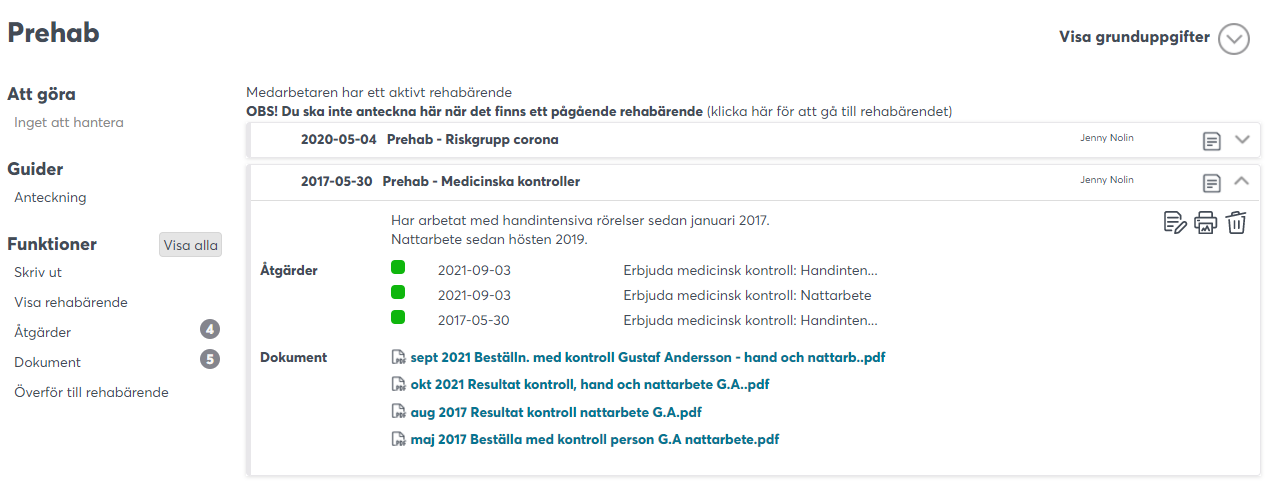 Prehab
Visa grunduppgifter
Att göra
Inget att hantera
Guider
Anteckning
Funktioner
Visa alla
Skriv ut
Visa rehabärende
Åtgärder 4
Dokument 5
Överför till rehabärende
Medarbetaren har ett aktivt rehabärende
OBS! Du ska inte anteckna här när det finns ett pågående rehabärende (klicka här för att gå till rehabärendet)
2020-05-04 Prehab - Riskgrupp corona Jenny Nolin
2017-05-30 Prehab - Medicinska kontroller Jenny Nolin
Har arbetat med handintensiva rörelser sedan januari 2017.
Nattarbete sedan hösten 2019.
Åtgärder 2021-09-03 Erbjuda medicinsk kontroll: Handinten...
2021-09-03 Erbjuda medicinsk kontroll: Nattarbete
2017-05-30 Erbjuda medicinsk kontroll: Handinten...
Dokument PDF sept 2021 Beställn. med kontroll Gustaf Andersson - hand och nattarb..pdf
PDF okt 2021 Resultat kontroll, hand och nattarbete G.A..pdf
PDF aug 2017 Resultat kontroll nattarbete G.A.pdf
PDF maj 2017 Beställa med kontroll person G.A nattarbete.pdf